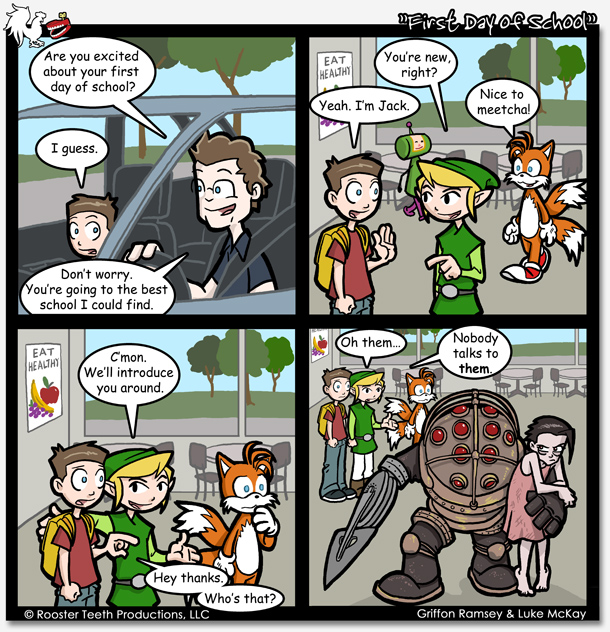 "First Day of School"
Are you excited
about your first
day of school?
I guess.
Don't worry.
You're going to the best
school I could find.
EAT
HEALTHY
You're new,
right?
Yeah. I'm Jack.
Nice to
meetcha!
EAT
HEALTHY
C'mon.
We'll introduce
you around.
Hey thanks.
Who's that?
EAT
HEALTHY
Oh them...
Nobody
talks to
them.
© Rooster Teeth Productions, LLC
Griffon Ramsey & Luke McKay